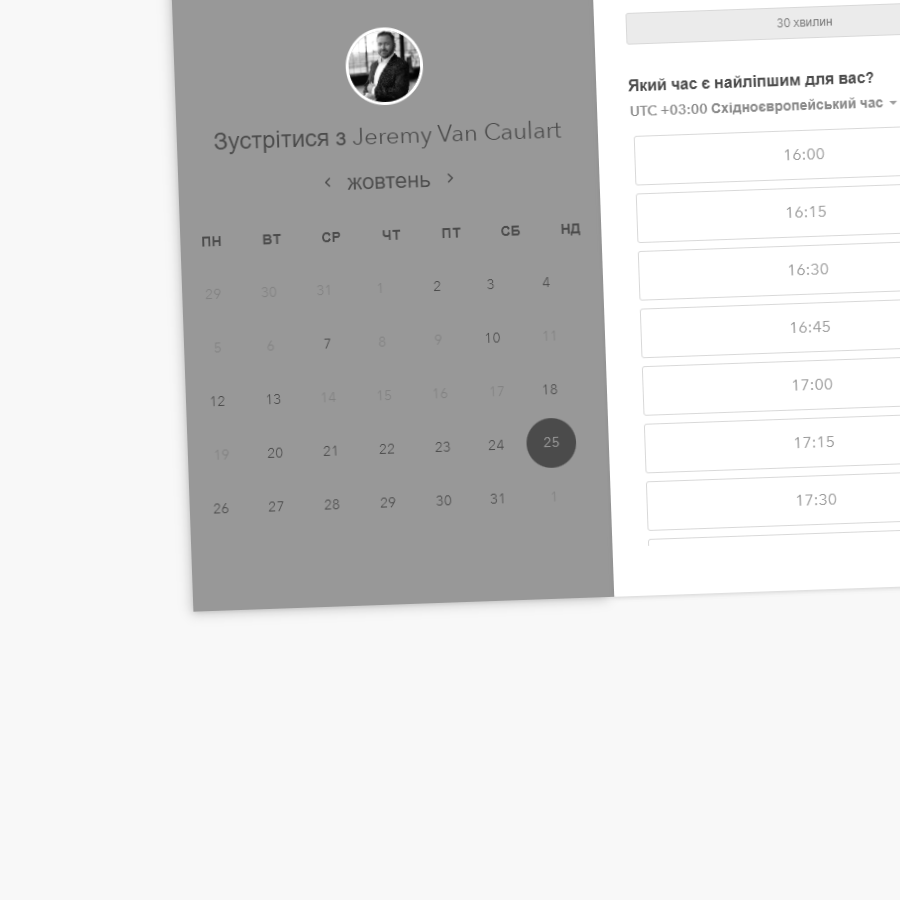 Зустрітися з Jeremy Van Caulart
жовтень
ПН ВТ СР ЧТ ПТ СБ НД
29 30 31 1 2 3 4
5 6 7 8 9 10 11
12 13 14 15 16 17 18
19 20 21 22 23 24 25
26 27 28 29 30 31 1
30 хвилин
Який час є найліпшим для вас?
UTC +03:00 Східноєвропейський час
16:00
16:15
16:30
16:45
17:00
17:15
17:30